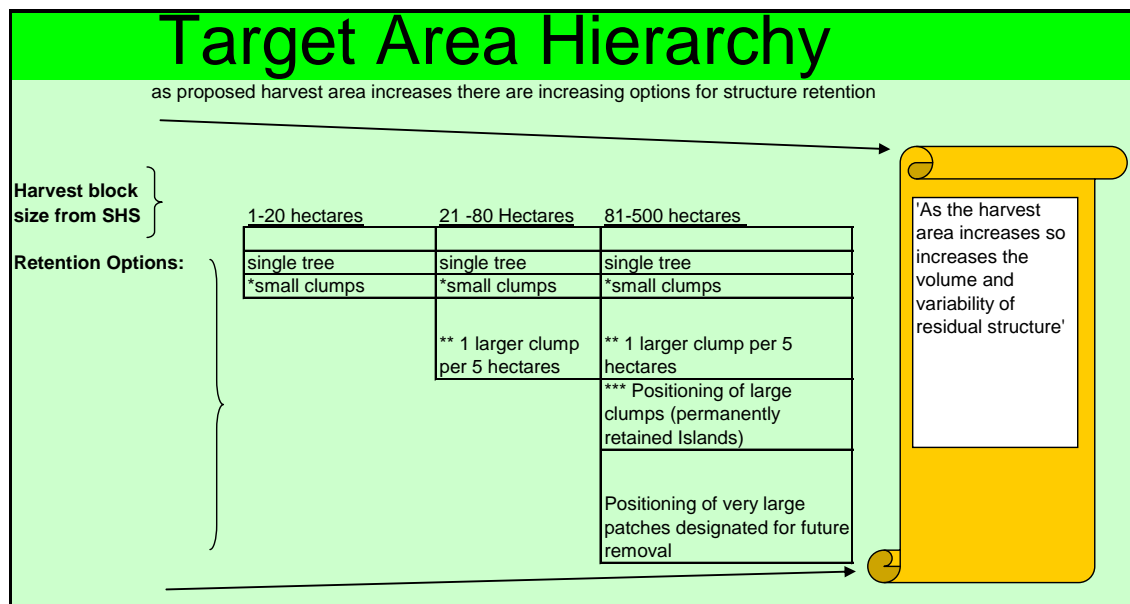 Target Area Hierarchy
as proposed harvest area increases there are increasing options for structure retention
Harvest block
size from SHS
1-20 hectares
21 -80 Hectares
81-500 hectares
Retention Options:
single tree
single tree
single tree
*small clumps
*small clumps
*small clumps
** 1 larger clump
per 5 hectares
** 1 larger clump per 5
hectares
*** Positioning of large
clumps (permanently
retained Islands)
Positioning of very large
patches designated for future
removal
'As the harvest
area increases so
increases the
volume and
variability of
residual structure'